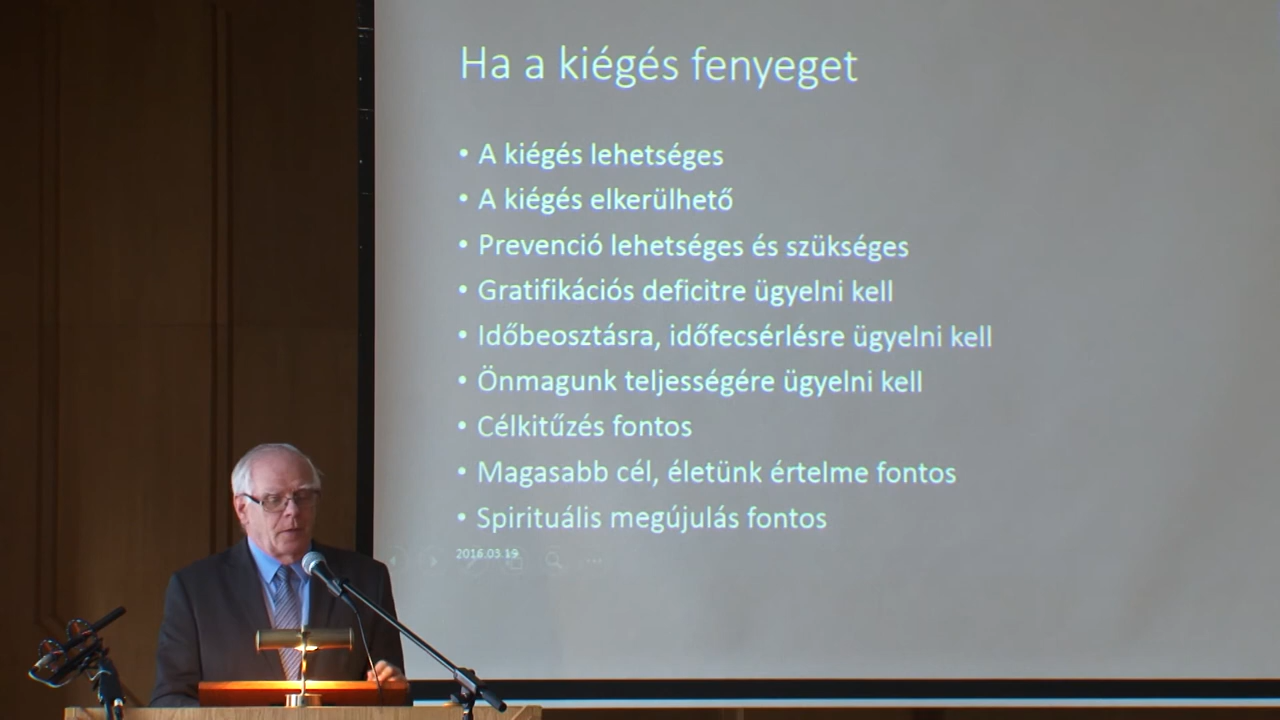 Ha a kiégés fenyeget
• A kiégés lehetséges
• A kiégés elkerülhető
• Prevenció lehetséges és szükséges
• Gratifikációs deficitre ügyelni kell
• Időbeosztásra, időfecsérlésre ügyelni kell
• Önmagunk teljességére ügyelni kell
• Célkitűzés fontos
• Magasabb cél, életünk értelme fontos
• Spirituális megújulás fontos
2016.03.19